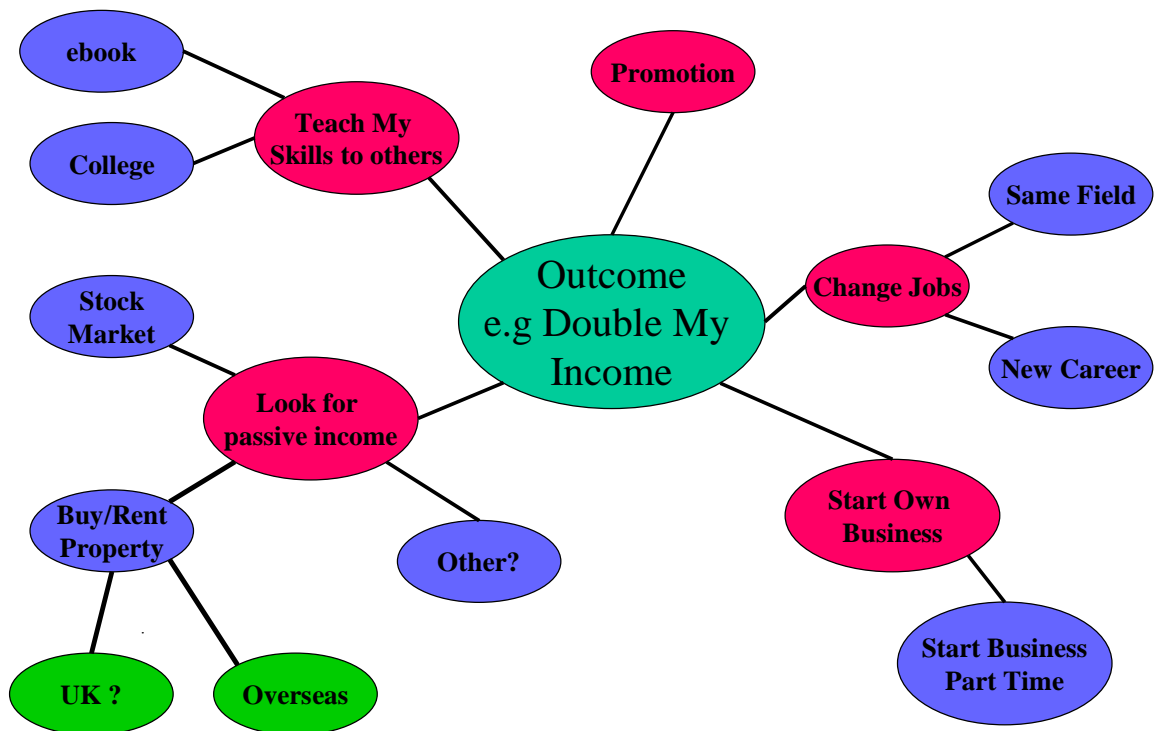 ebook
Promotion
Teach My
Skills to others
College
Same Field
Outcome
e.g Double My
Income
Change Jobs
Stock
Market
New Career
Look for
passive income
Start Own
Business
Buy/Rent
Property
Other?
Start Business
Part Time
UK ?
Overseas